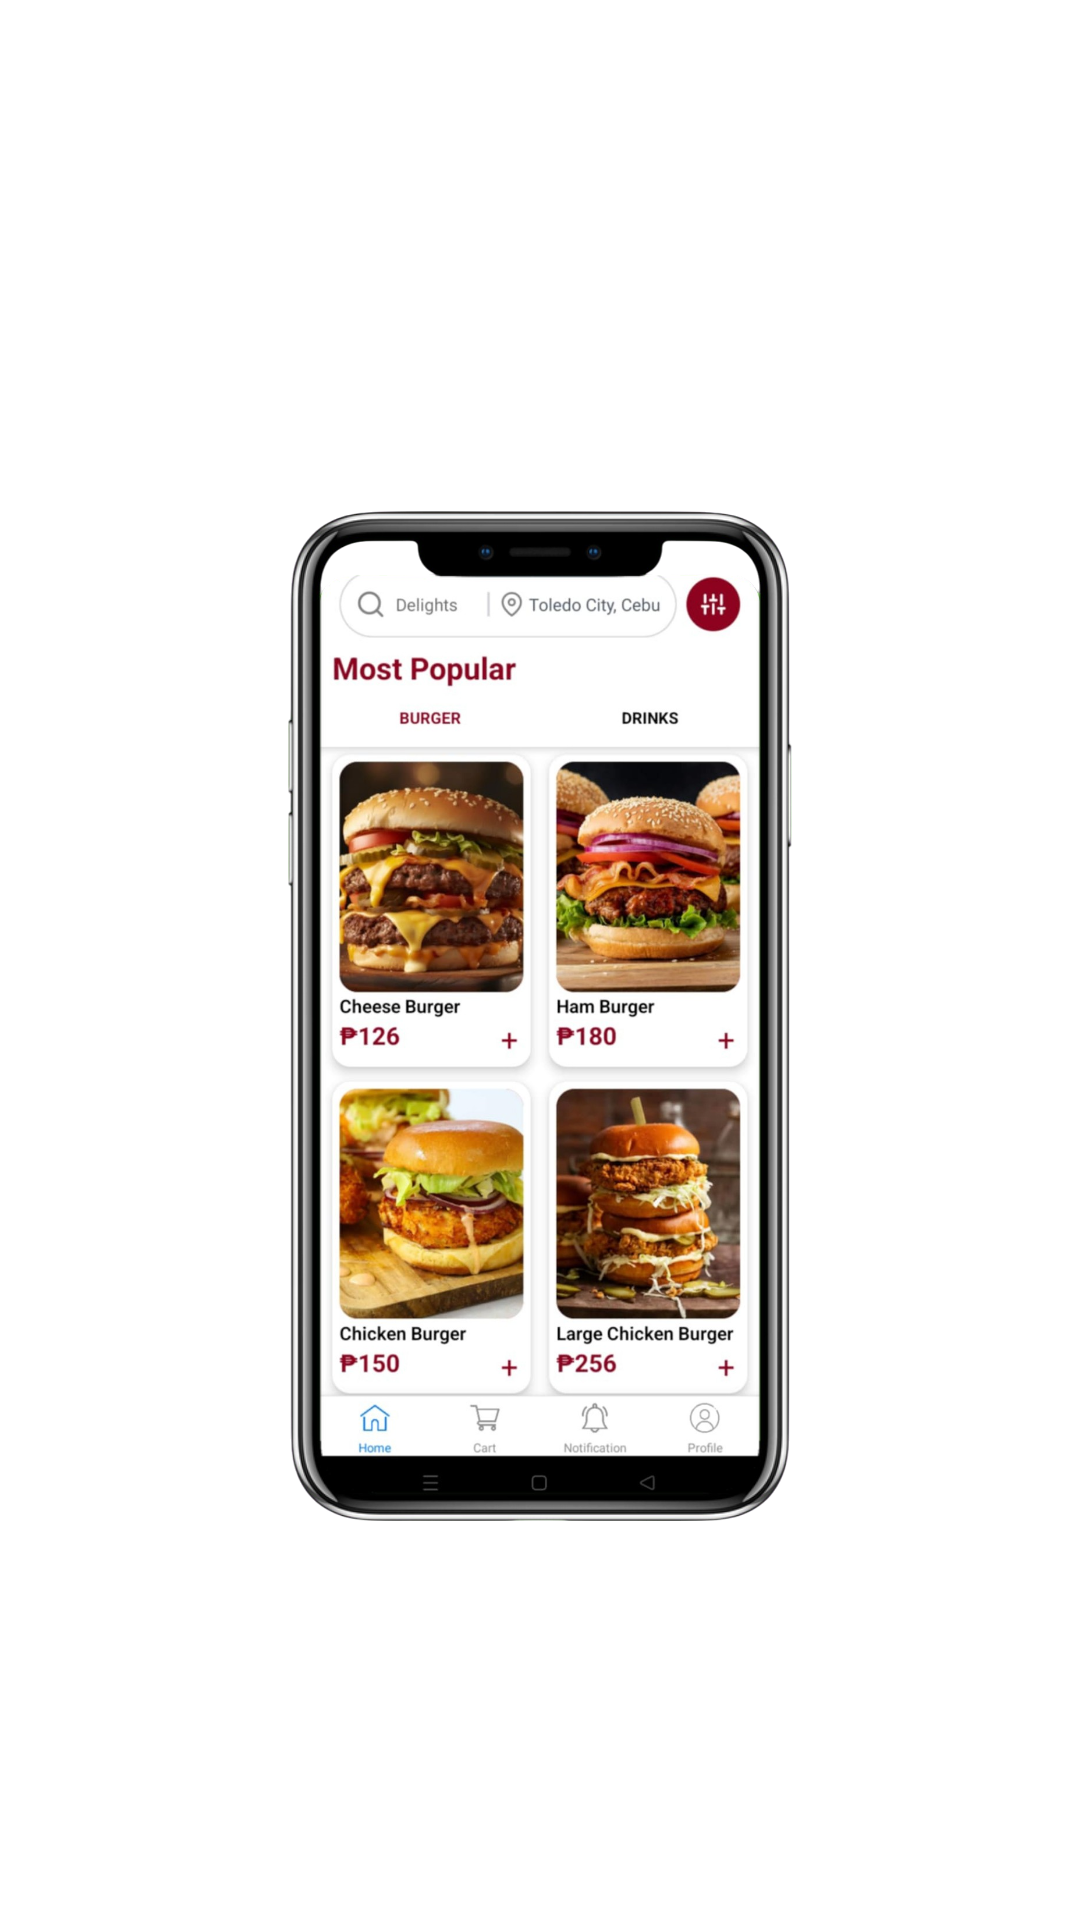 Delights | Toledo City, Cebu
Most Popular
BURGER DRINKS
Cheese Burger
₱126 +
Ham Burger
₱180 +
Chicken Burger
₱150 +
Large Chicken Burger
₱256 +
Home Cart Notification Profile